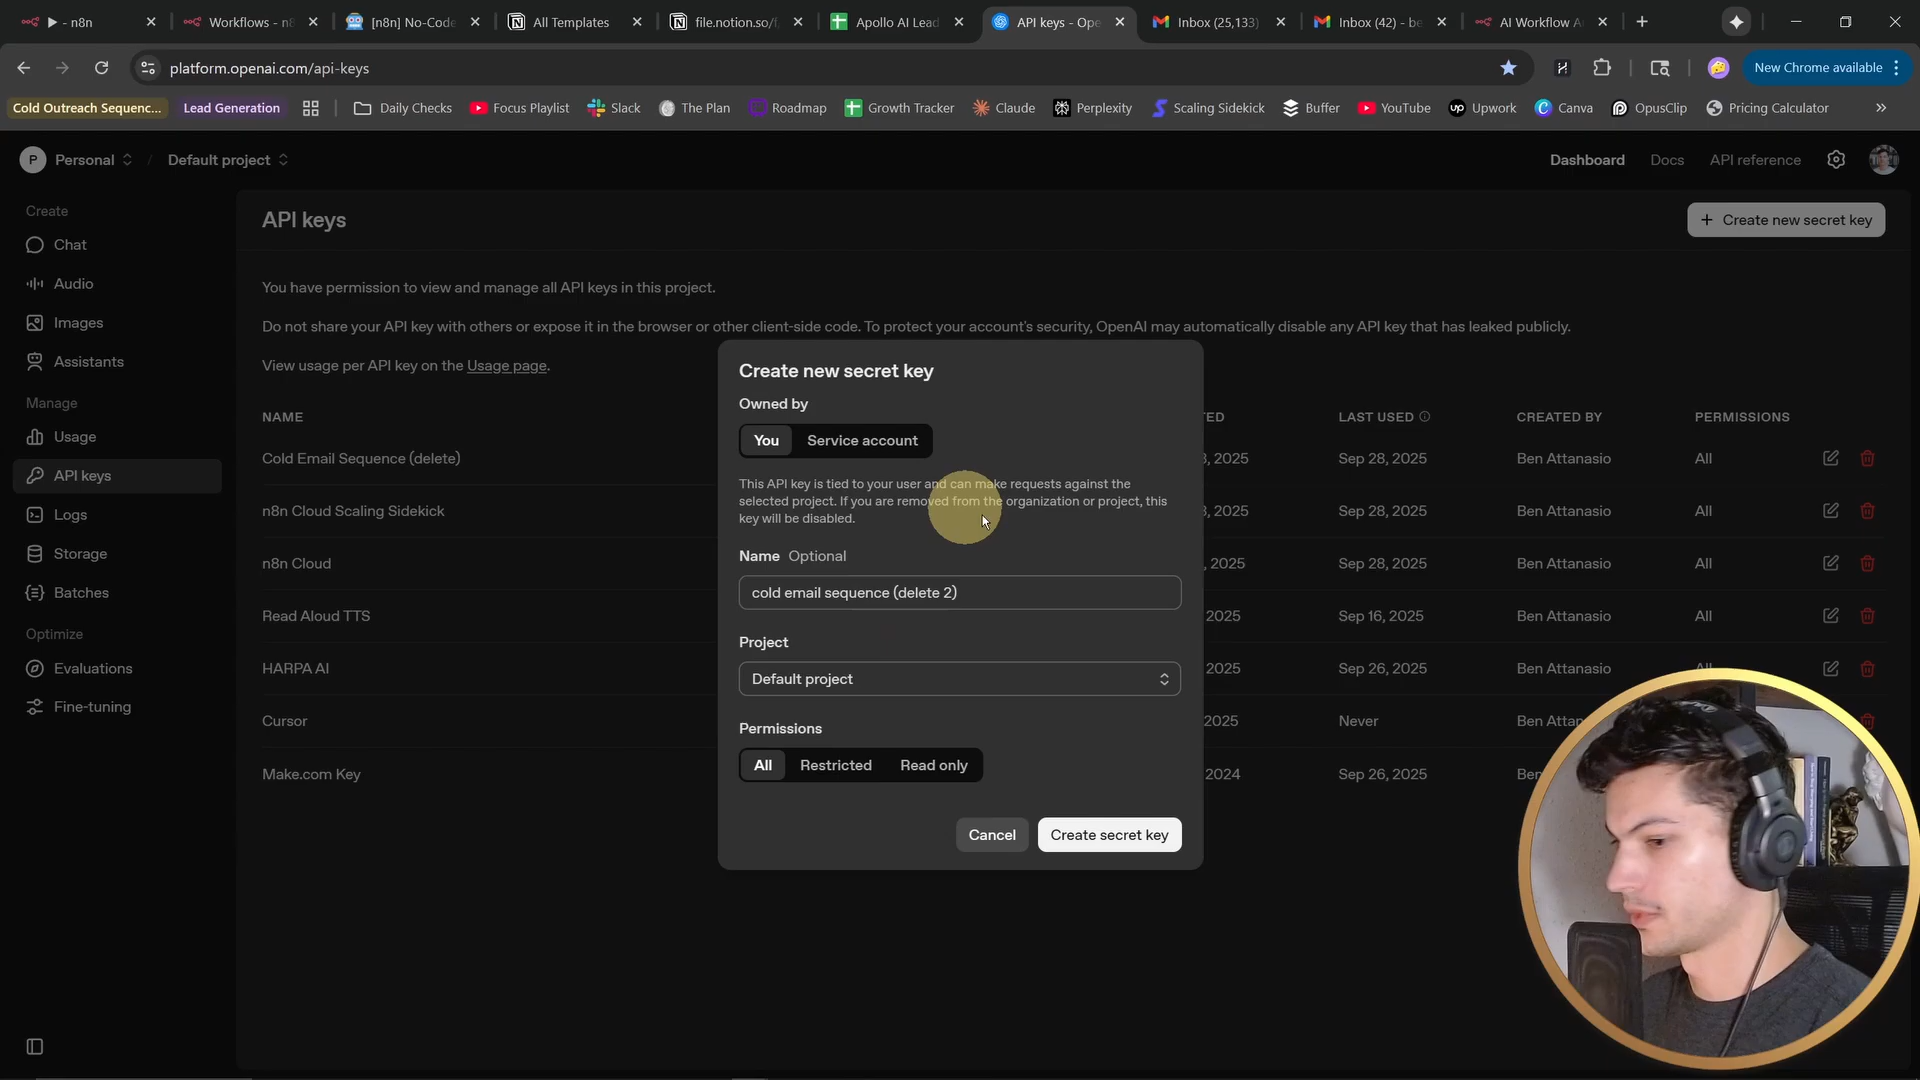 - n8n
Workflows - n8
[n8n] No-Code
All Templates
file.notion.so/f
Apollo AI Lead
API keys - Ope
Inbox (25,133)
Inbox (42) - be
AI Workflow A
platform.openai.com/api-keys
New Chrome available
Cold Outreach Sequenc...
Lead Generation
Daily Checks
Focus Playlist
Slack
The Plan
Roadmap
Growth Tracker
Claude
Perplexity
Scaling Sidekick
Buffer
YouTube
Upwork
Canva
OpusClip
Pricing Calculator
P Personal / Default project
Dashboard
Docs
API reference
Create
Chat
Audio
Images
Assistants
Manage
Usage
API keys
Logs
Storage
Batches
Optimize
Evaluations
Fine-tuning
API keys
+ Create new secret key
You have permission to view and manage all API keys in this project.
Do not share your API key with others or expose it in the browser or other client-side code. To protect your account's security, OpenAI may automatically disable any API key that has leaked publicly.
View usage per API key on the Usage page.
NAME TED LAST USED CREATED BY PERMISSIONS
Cold Email Sequence (delete) 3, 2025 Sep 28, 2025 Ben Attanasio All
n8n Cloud Scaling Sidekick 3, 2025 Sep 28, 2025 Ben Attanasio All
n8n Cloud , 2025 Sep 28, 2025 Ben Attanasio All
Read Aloud TTS 2025 Sep 16, 2025 Ben Attanasio All
HARPA AI 2025 Sep 26, 2025 Ben Attanasio All
Cursor 2025 Never Ben Attan
Make.com Key 2024 Sep 26, 2025 Ben
Create new secret key
Owned by
You Service account
This API key is tied to your user and can make requests against the
selected project. If you are removed from the organization or project, this
key will be disabled.
Name Optional
cold email sequence (delete 2)
Project
Default project
Permissions
All Restricted Read only
Cancel Create secret key